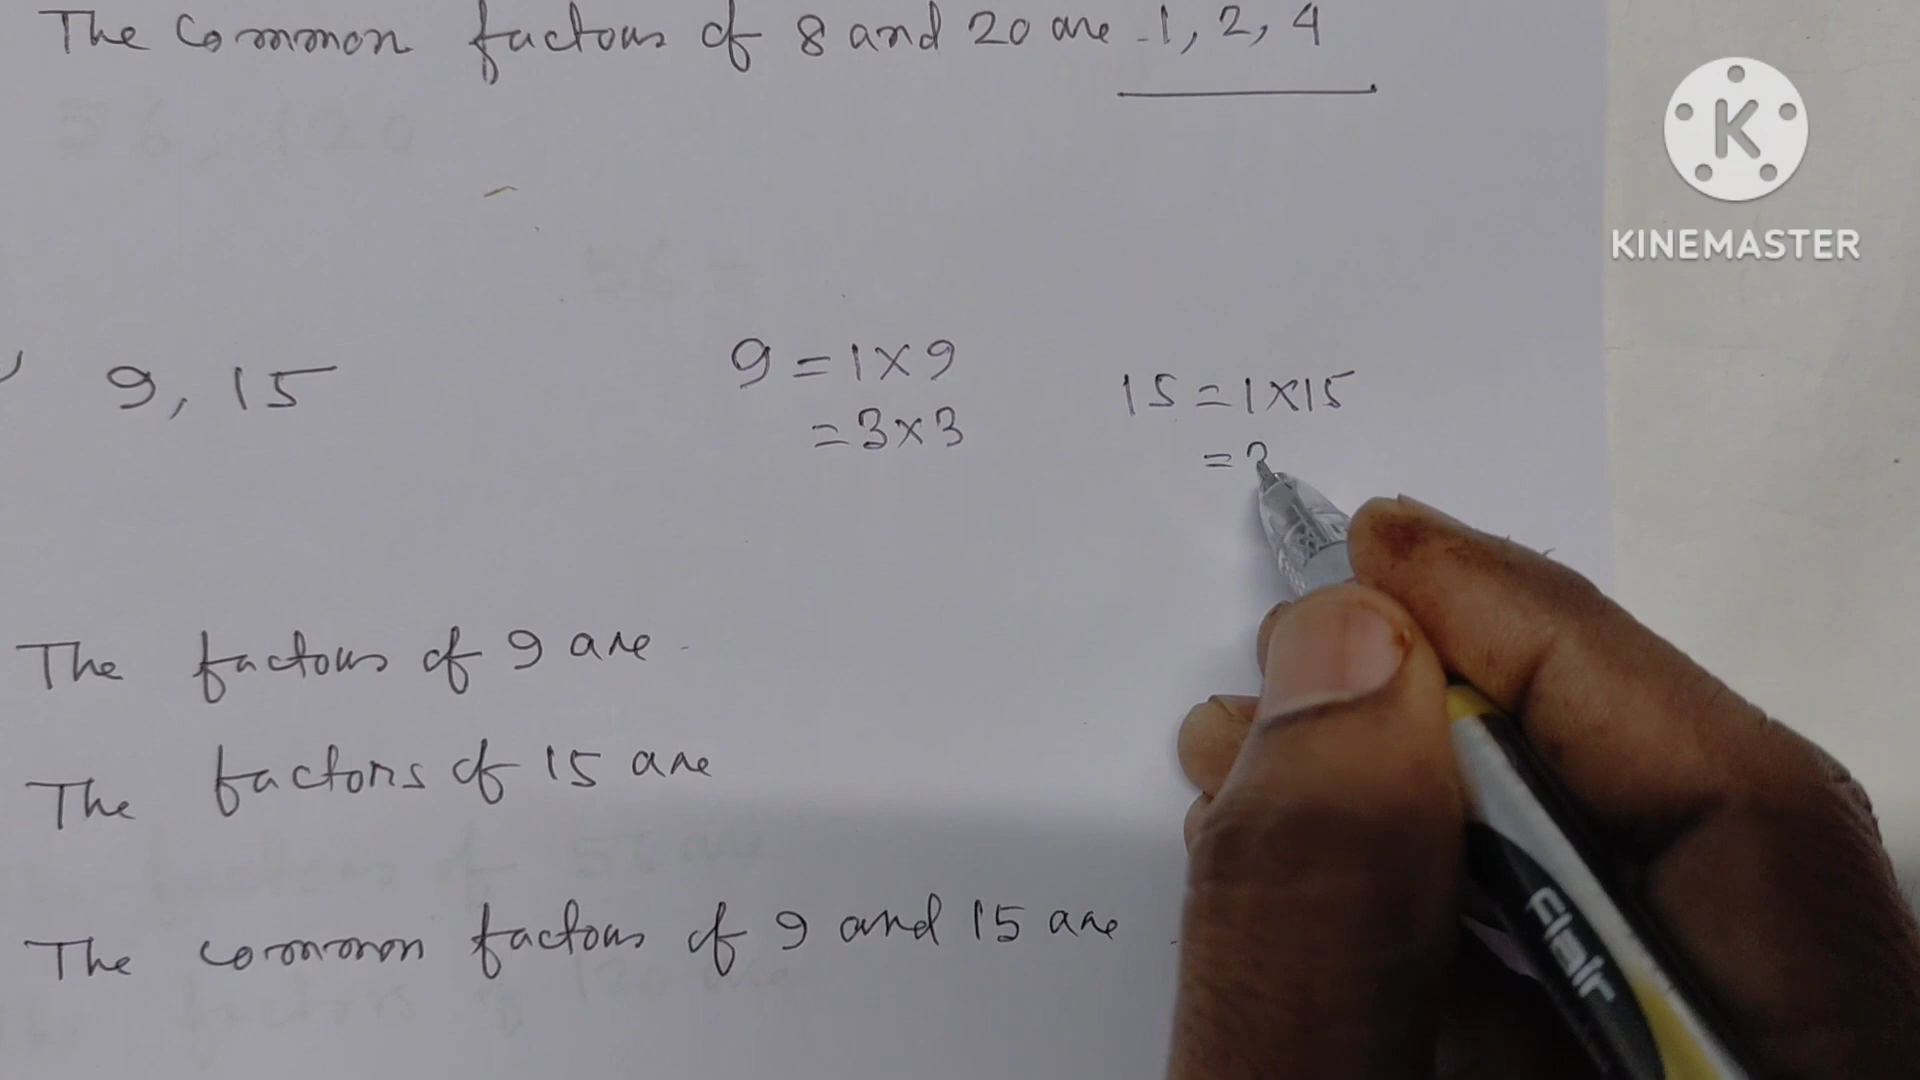 The common factors of 8 and 20 are 1, 2, 4
K
KINEMASTER
9, 15
9 = 1 × 9
= 3 × 3
15 = 1 × 15
= 3
The factors of 9 are
The factors of 15 are
The common factors of 9 and 15 are
Flair